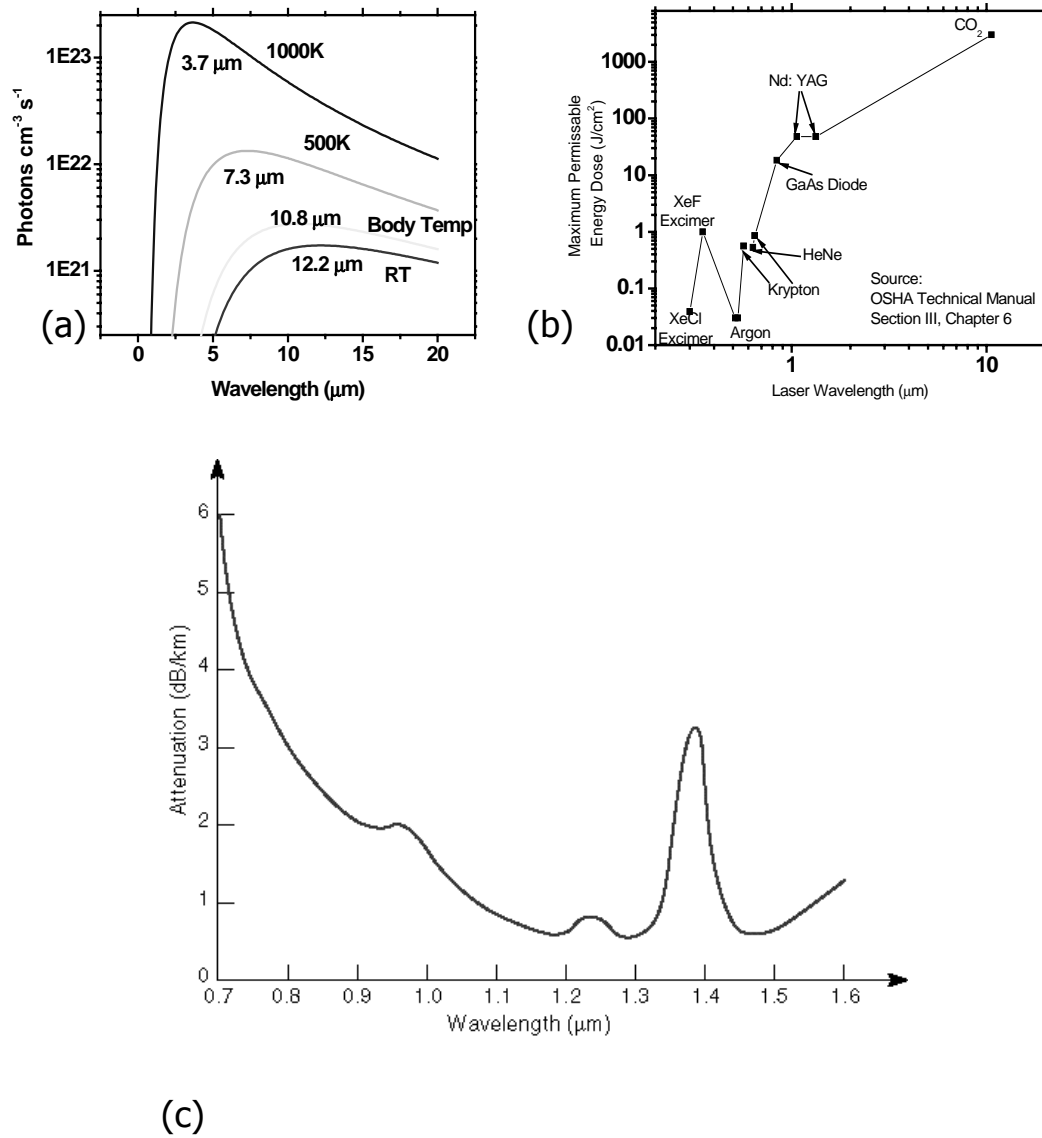 1E23
1E22
1E21
Photons cm⁻³ s⁻¹
1000K
3.7 μm
500K
7.3 μm
10.8 μm
Body Temp
12.2 μm
RT
0 5 10 15 20
Wavelength (μm)
(a)
Maximum Permissable
Energy Dose (J/cm²)
1000
100
10
1
0.1
0.01
CO₂
Nd: YAG
GaAs Diode
XeF
Excimer
HeNe
Krypton
XeCl
Excimer
Argon
Source:
OSHA Technical Manual
Section III, Chapter 6
1 10
Laser Wavelength (μm)
(b)
Attenuation (dB/km)
6
5
4
3
2
1
0
0.7 0.8 0.9 1.0 1.1 1.2 1.3 1.4 1.5 1.6
Wavelength (μm)
(c)